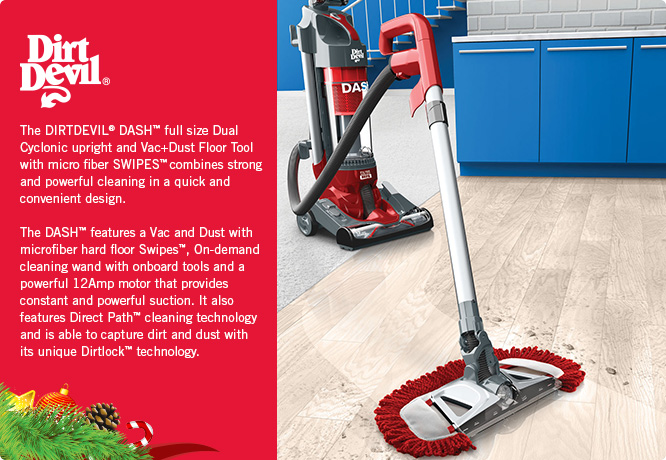 Dirt
Devil®
The DIRTDEVIL® DASH™ full size Dual
Cyclonic upright and Vac+Dust Floor Tool
with micro fiber SWIPES™ combines strong
and powerful cleaning in a quick and
convenient design.
The DASH™ features a Vac and Dust with
microfiber hard floor Swipes™, On-demand
cleaning wand with onboard tools and a
powerful 12Amp motor that provides
constant and powerful suction. It also
features Direct Path™ cleaning technology
and is able to capture dirt and dust with
its unique Dirtlock™ technology.
Dirt
Devil
DAS